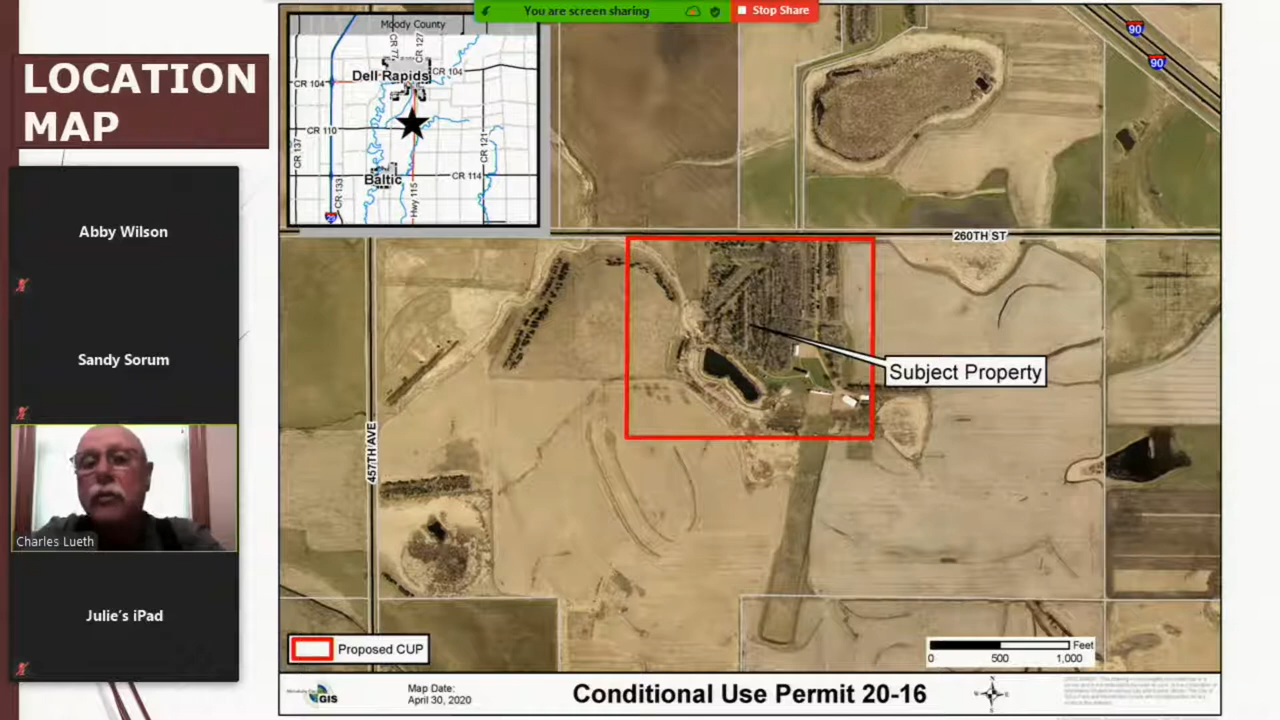 You are screen sharing
Stop Share
LOCATION
MAP
Abby Wilson
Sandy Sorum
Charles Lueth
Julie's iPad
Moody County
CR 77
CR 127
Dell Rapids
CR 104
CR 104
CR 110
CR 137
CR 121
Baltic
CR 114
CR 133
Hwy 115
90
90
260TH ST
457TH AVE
Subject Property
Proposed CUP
Feet
0 500 1,000
GIS
Map Date:
April 30, 2020
Conditional Use Permit 20-16
N
W E
S